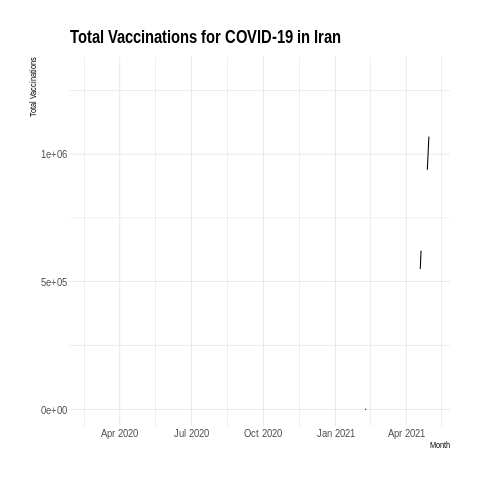 Total Vaccinations for COVID-19 in Iran
Total Vaccinations
1e+06
5e+05
0e+00
Apr 2020 Jul 2020 Oct 2020 Jan 2021 Apr 2021
Month